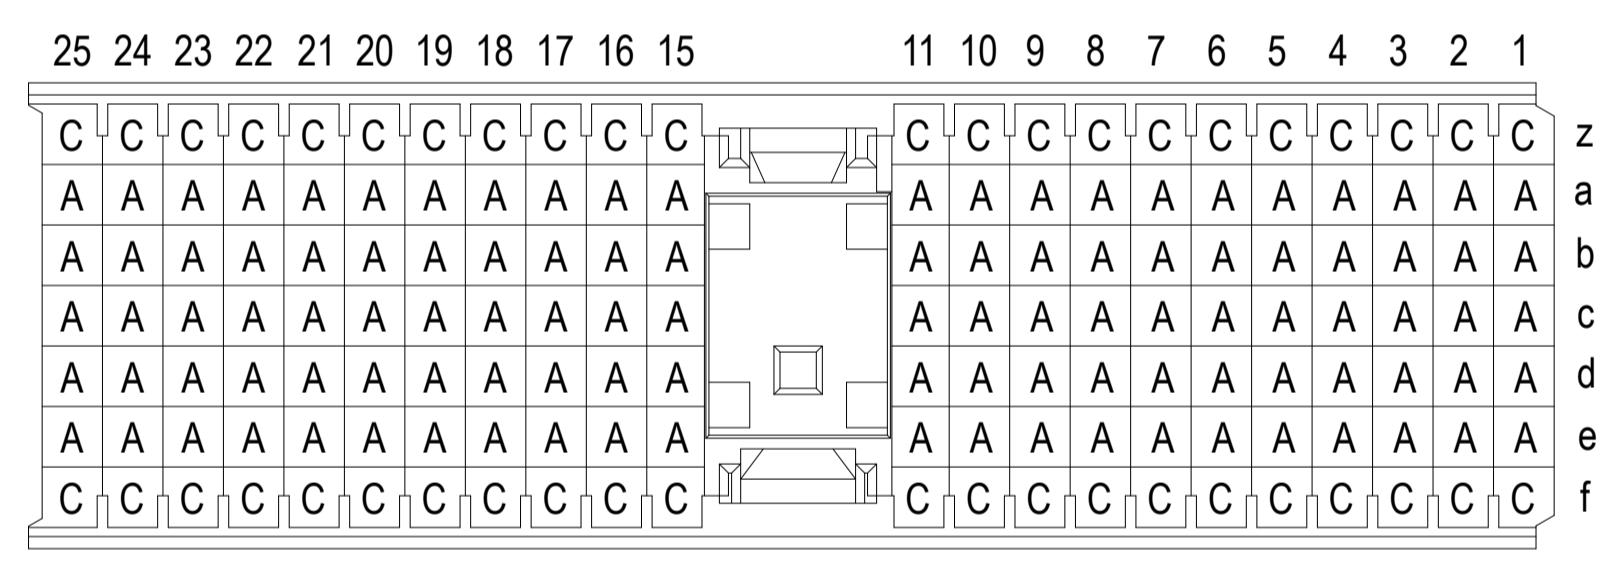 25 24 23 22 21 20 19 18 17 16 15 11 10 9 8 7 6 5 4 3 2 1
C C C C C C C C C C C C C C C C C C C C C C z
A A A A A A A A A A A A A A A A A A A A A A a
A A A A A A A A A A A A A A A A A A A A A A b
A A A A A A A A A A A A A A A A A A A A A A c
A A A A A A A A A A A A A A A A A A A A A A d
A A A A A A A A A A A A A A A A A A A A A A e
C C C C C C C C C C C C C C C C C C C C C C f